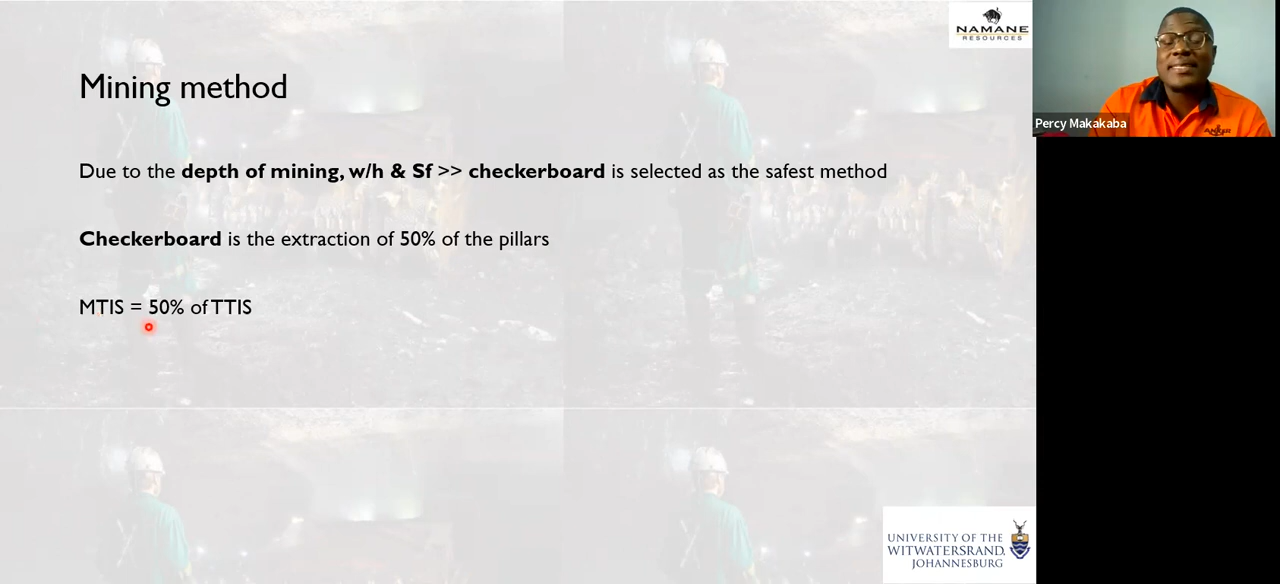 NAMANE
RESOURCES
Mining method
Percy Makakaba
Due to the depth of mining, w/h & Sf >> checkerboard is selected as the safest method
Checkerboard is the extraction of 50% of the pillars
MTIS = 50% of TTIS
UNIVERSITY OF THE
WITWATERSRAND,
JOHANNESBURG